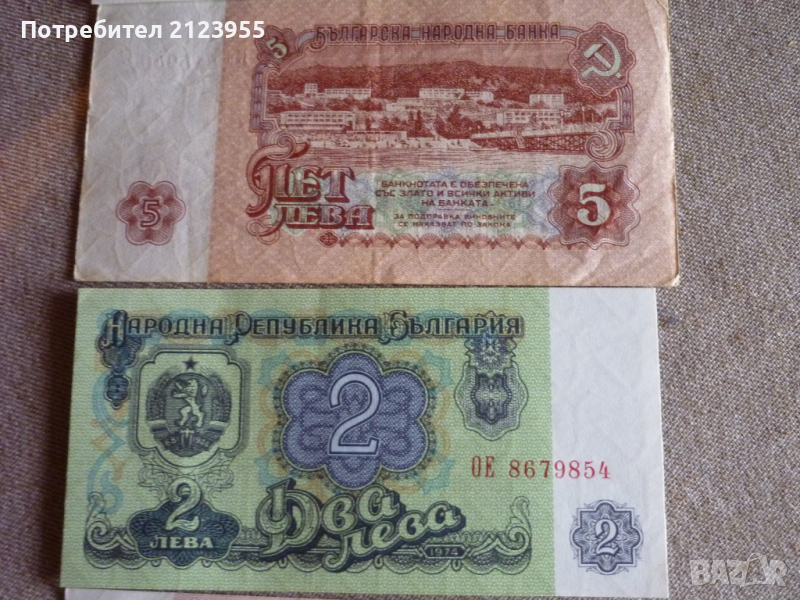 Потребител 2123955
5
БЪЛГАРСКА НАРОДНА БАНКА
ПЕТ
ЛЕВА
БАНКНОТАТА Е ОБЕЗПЕЧЕНА
СЪС ЗЛАТО И ВСИЧКИ АКТИВИ
НА БАНКАТА
ЗА ПОДПРАВКА ВИНОВНИТЕ
СЕ НАКАЗВАТ ПО ЗАКОНА
5
5
НАРОДНА РЕПУБЛИКА БЪЛГАРИЯ
2
ОЕ 8679854
2
ЛЕВА
Два
лева
1974
2
BAZAR